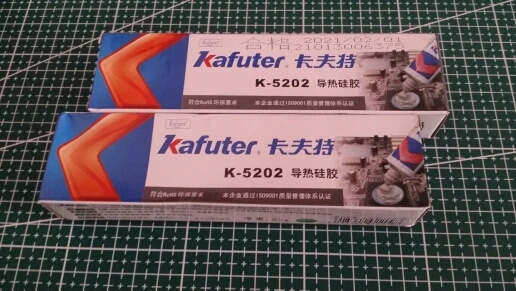 合格 2021/02/01
21013006375
Kafuter
Kafuter 卡夫特
K-5202 导热硅胶
符合RoHS环保要求 本企业通过ISO9001质量管理体系认证
Kafuter
Kafuter 卡夫特
K-5202 导热硅胶
符合RoHS环保要求 本企业通过ISO9001质量管理体系认证